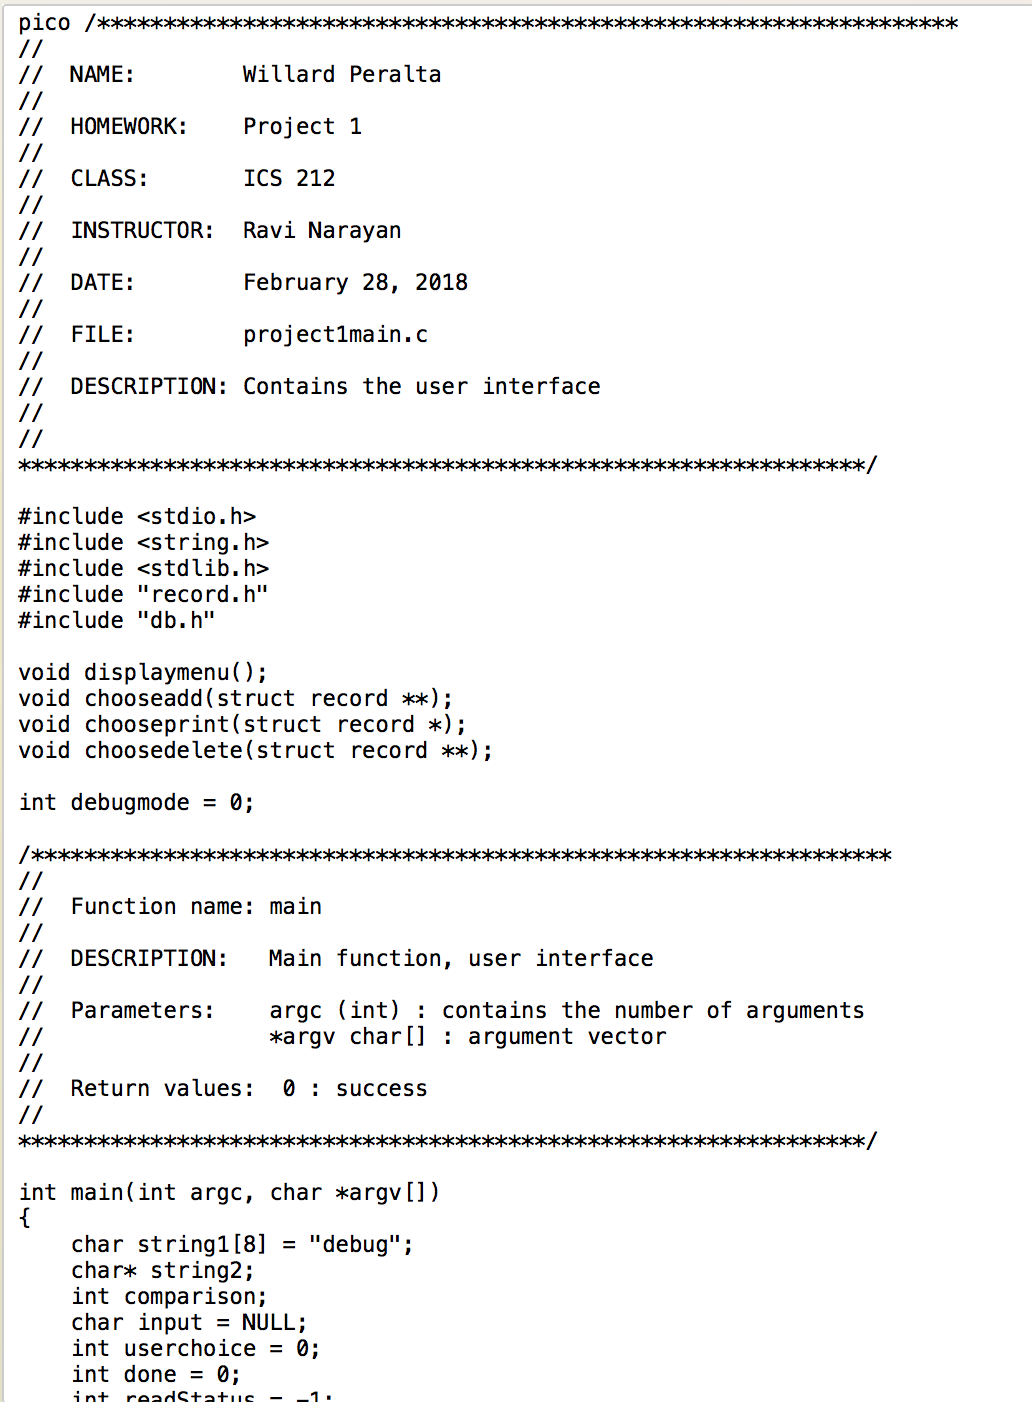 pico /*****************************************************************
//
//  NAME:        Willard Peralta
//
//  HOMEWORK:    Project 1
//
//  CLASS:       ICS 212
//
//  INSTRUCTOR:  Ravi Narayan
//
//  DATE:        February 28, 2018
//
//  FILE:        project1main.c
//
//  DESCRIPTION: Contains the user interface
//
//
****************************************************************/

#include <stdio.h>
#include <string.h>
#include <stdlib.h>
#include "record.h"
#include "db.h"

void displaymenu();
void chooseadd(struct record **);
void chooseprint(struct record *);
void choosedelete(struct record **);

int debugmode = 0;

/*****************************************************************
//
//  Function name: main
//
//  DESCRIPTION:   Main function, user interface
//
//  Parameters:    argc (int) : contains the number of arguments
//                 *argv char[] : argument vector
//
//  Return values:  0 : success
//
****************************************************************/

int main(int argc, char *argv[])
{
    char string1[8] = "debug";
    char* string2;
    int comparison;
    char input = NULL;
    int userchoice = 0;
    int done = 0;
    int readStatus = -1;